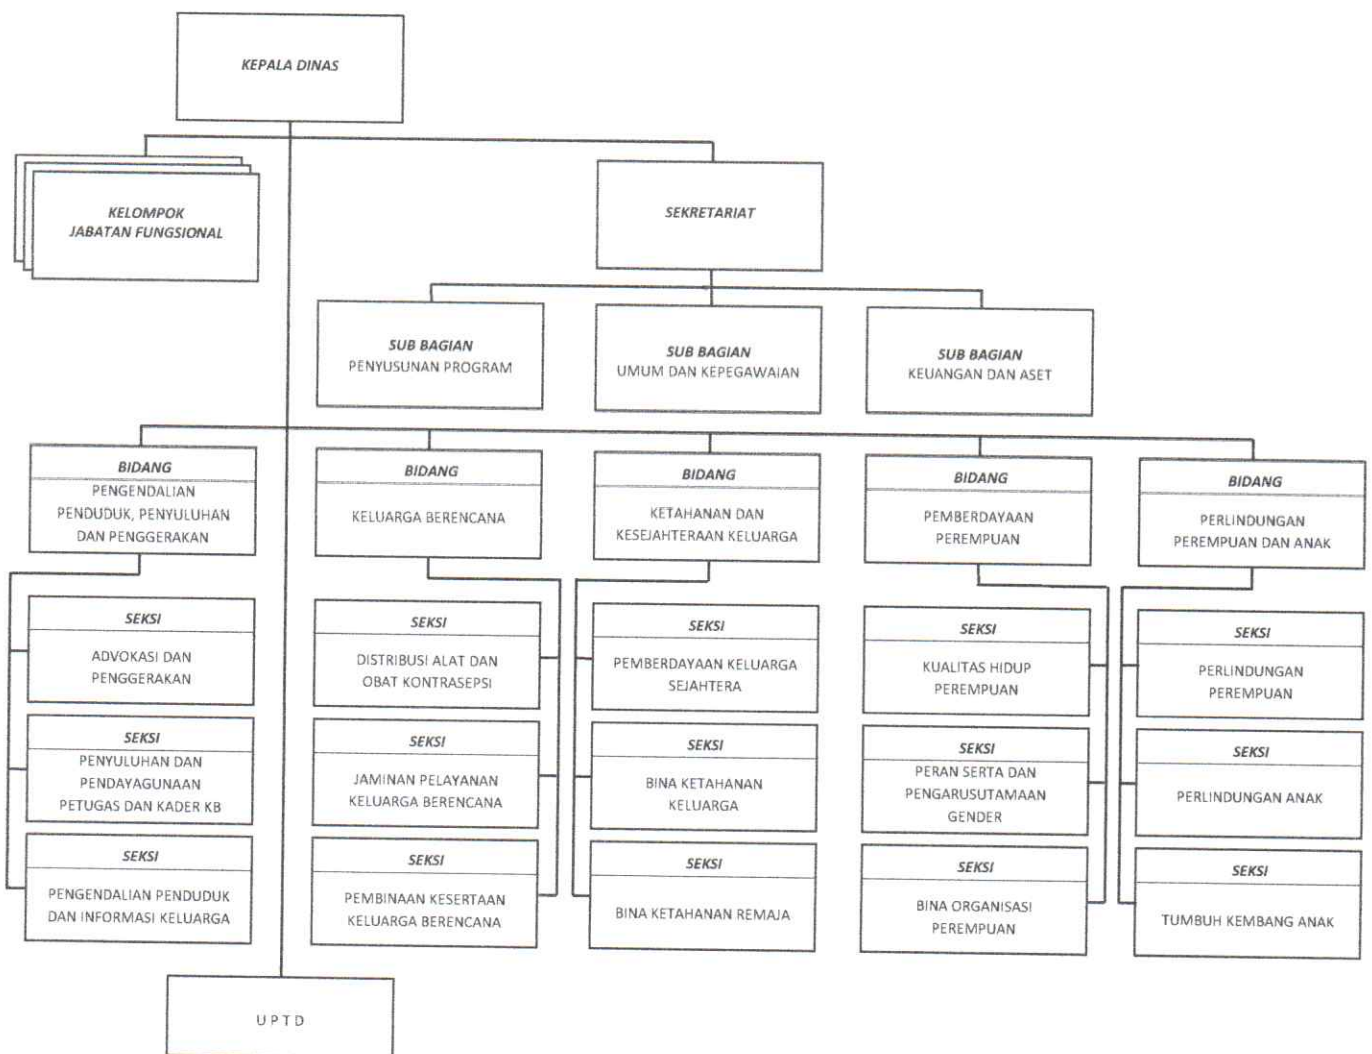 KEPALA DINAS
KELOMPOK
JABATAN FUNGSIONAL
SEKRETARIAT
SUB BAGIAN
PENYUSUNAN PROGRAM
SUB BAGIAN
UMUM DAN KEPEGAWAIAN
SUB BAGIAN
KEUANGAN DAN ASET
BIDANG
PENGENDALIAN
PENDUDUK, PENYULUHAN
DAN PENGGERAKAN
BIDANG
KELUARGA BERENCANA
BIDANG
KETAHANAN DAN
KESEJAHTERAAN KELUARGA
BIDANG
PEMBERDAYAAN
PEREMPUAN
BIDANG
PERLINDUNGAN
PEREMPUAN DAN ANAK
SEKSI
ADVOKASI DAN
PENGGERAKAN
SEKSI
DISTRIBUSI ALAT DAN
OBAT KONTRASEPSI
SEKSI
PEMBERDAYAAN KELUARGA
SEJAHTERA
SEKSI
KUALITAS HIDUP
PEREMPUAN
SEKSI
PERLINDUNGAN
PEREMPUAN
SEKSI
PENYULUHAN DAN
PENDAYAGUNAAN
PETUGAS DAN KADER KB
SEKSI
JAMINAN PELAYANAN
KELUARGA BERENCANA
SEKSI
BINA KETAHANAN
KELUARGA
SEKSI
PERAN SERTA DAN
PENGARUSUTAMAAN
GENDER
SEKSI
PERLINDUNGAN ANAK
SEKSI
PENGENDALIAN PENDUDUK
DAN INFORMASI KELUARGA
SEKSI
PEMBINAAN KESERTAAN
KELUARGA BERENCANA
SEKSI
BINA KETAHANAN REMAJA
SEKSI
BINA ORGANISASI
PEREMPUAN
SEKSI
TUMBUH KEMBANG ANAK
U P T D